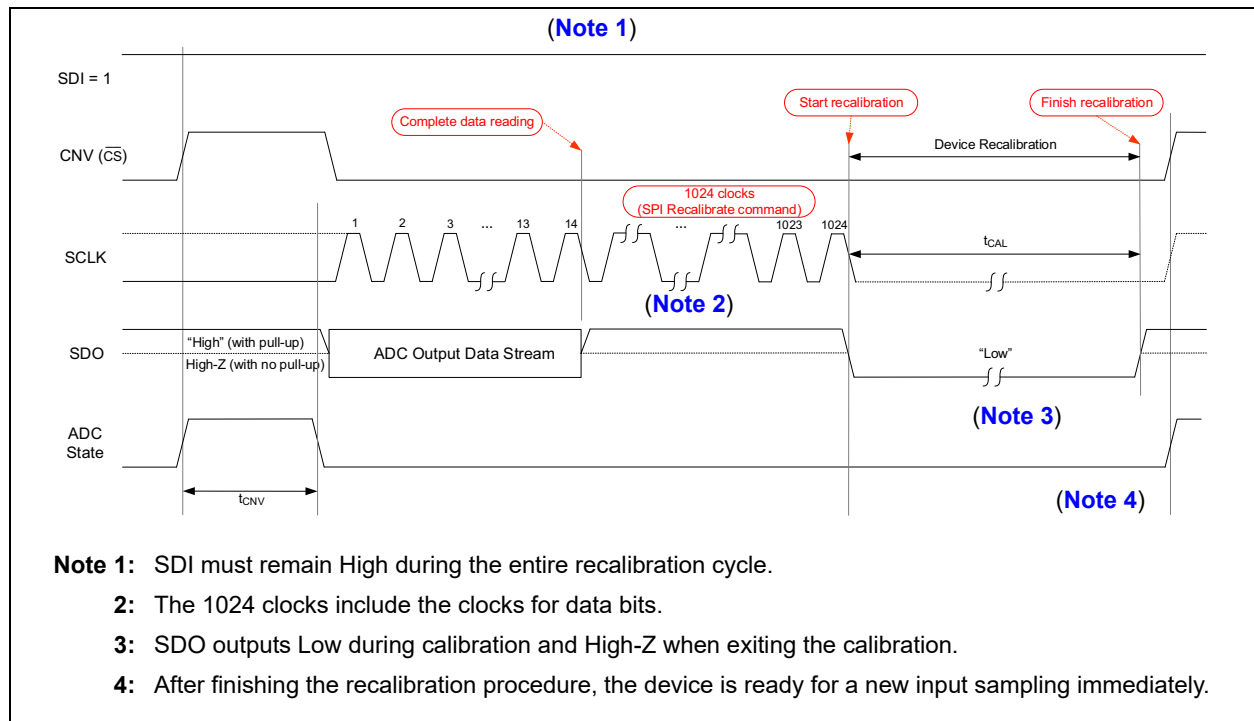 (Note 1)
SDI = 1
Complete data reading
Start recalibration
Finish recalibration
CNV (CS)
Device Recalibration
1024 clocks
(SPI Recalibrate command)
1 2 3 ... 13 14 ... 1023 1024
SCLK
tCAL
(Note 2)
SDO
“High” (with pull-up)
High-Z (with no pull-up)
ADC Output Data Stream
“Low”
(Note 3)
ADC
State
tCNV
(Note 4)
Note 1: SDI must remain High during the entire recalibration cycle.
2: The 1024 clocks include the clocks for data bits.
3: SDO outputs Low during calibration and High-Z when exiting the calibration.
4: After finishing the recalibration procedure, the device is ready for a new input sampling immediately.